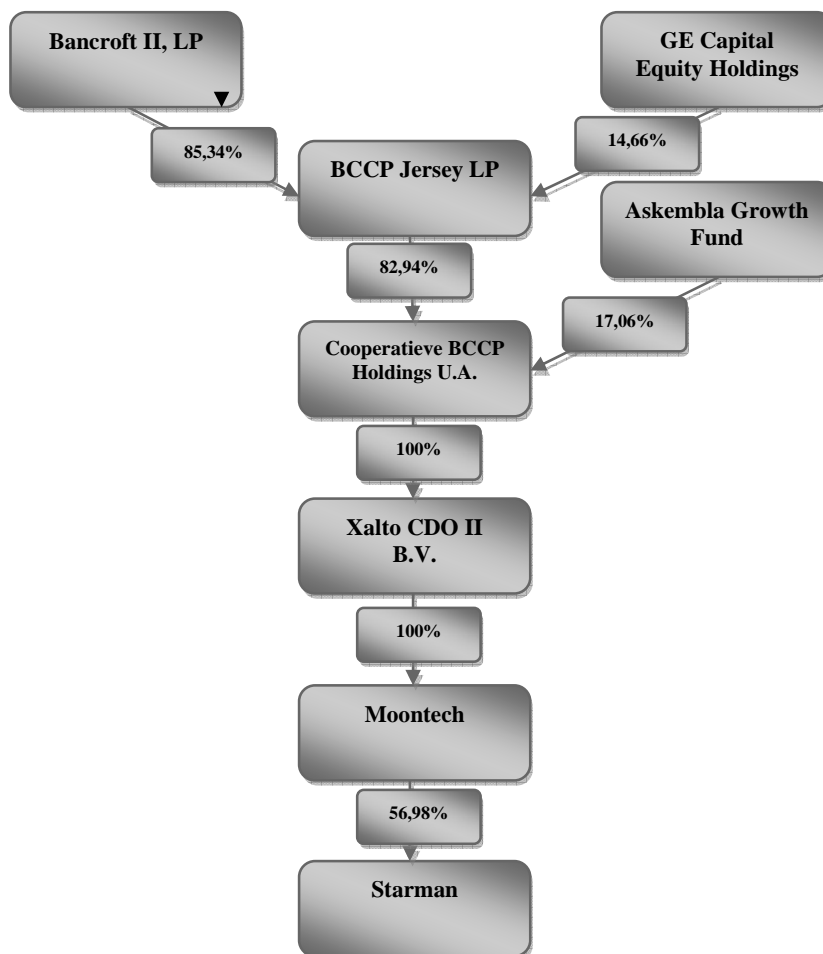 Bancroft II, LP
GE Capital
Equity Holdings
85,34%
14,66%
BCCP Jersey LP
Askembla Growth
Fund
82,94%
17,06%
Cooperatieve BCCP
Holdings U.A.
100%
Xalto CDO II
B.V.
100%
Moontech
56,98%
Starman